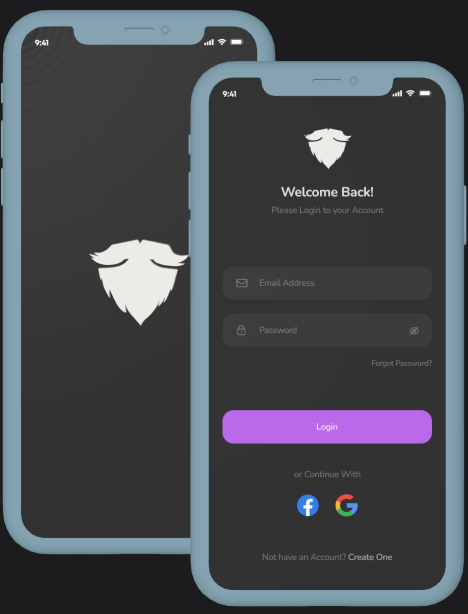 9:41
9:41
Welcome Back!
Please Login to your Account
Email Address
Password
Forgot Password?
Login
or Continue With
Not have an Account? Create One